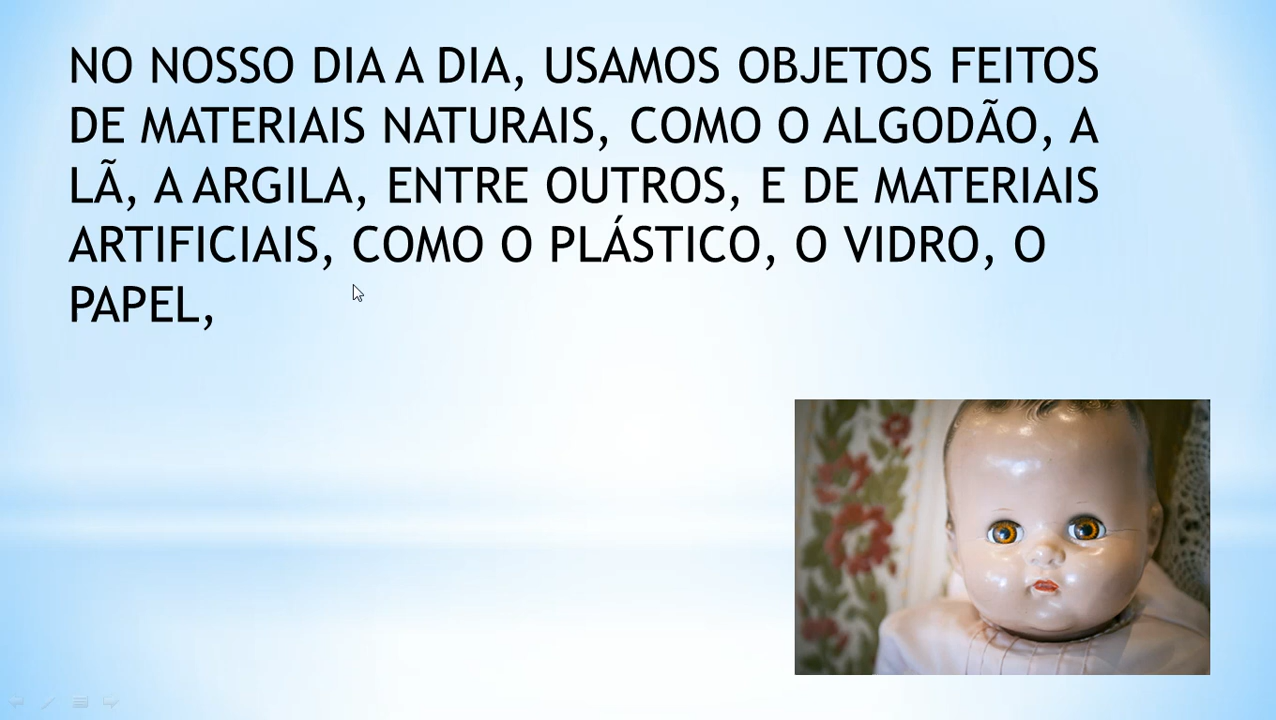 NO NOSSO DIA A DIA, USAMOS OBJETOS FEITOS
DE MATERIAIS NATURAIS, COMO O ALGODÃO, A
LÃ, A ARGILA, ENTRE OUTROS, E DE MATERIAIS
ARTIFICIAIS, COMO O PLÁSTICO, O VIDRO, O
PAPEL,